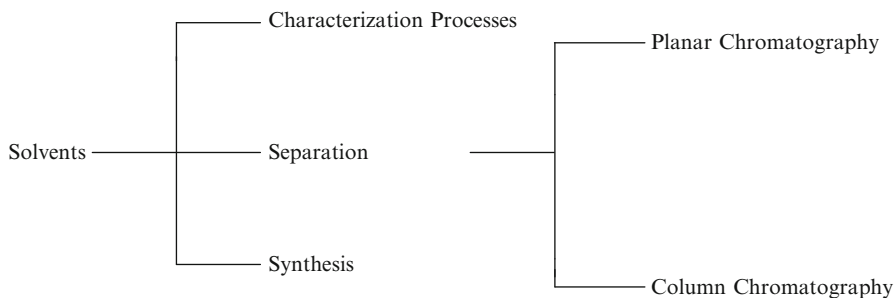 Characterization Processes
Planar Chromatography
Solvents
Separation
Synthesis
Column Chromatography